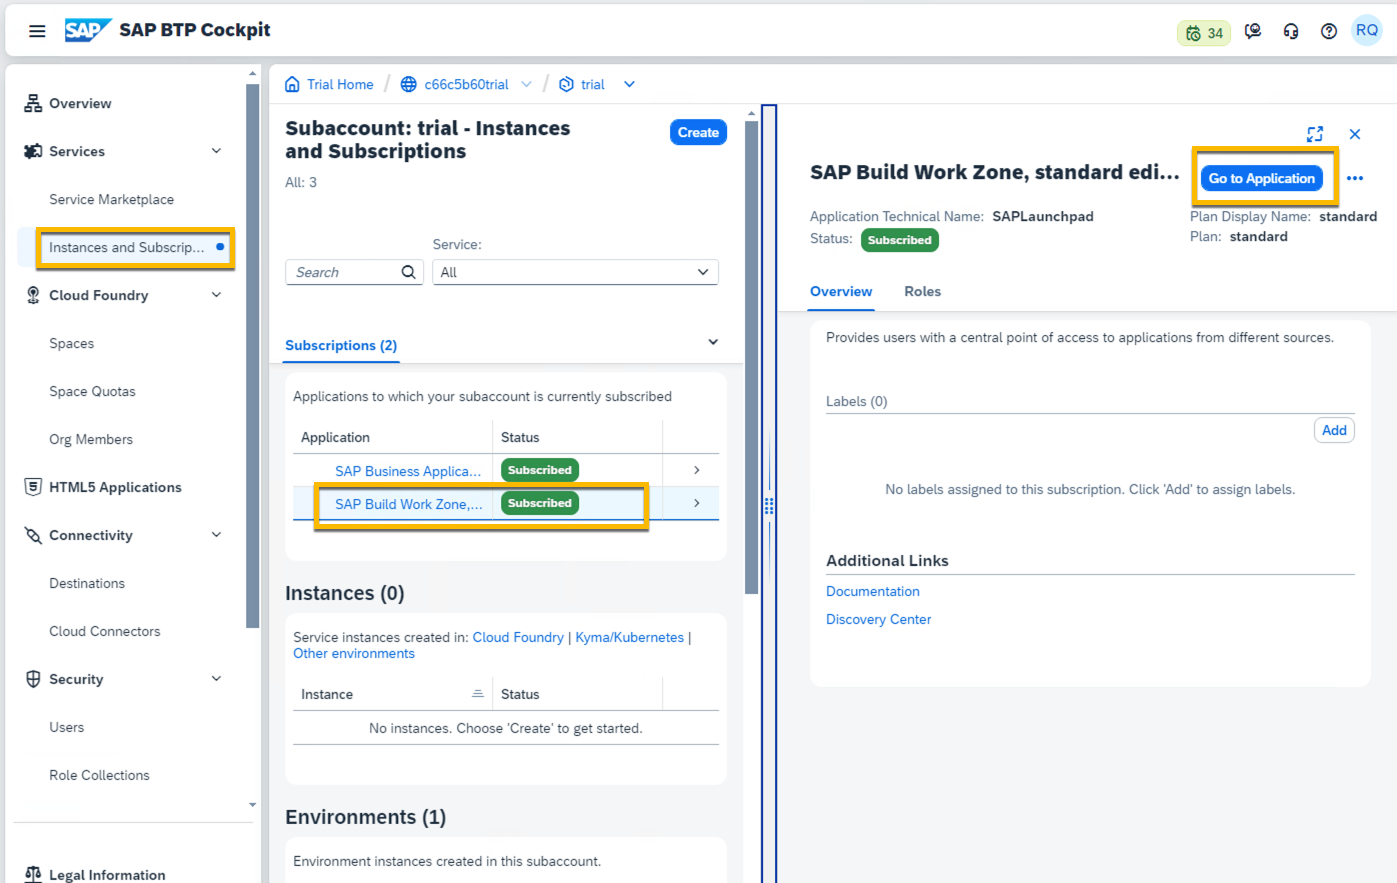 SAP SAP BTP Cockpit
34
RQ
Overview
Services
Service Marketplace
Instances and Subscrip...
Cloud Foundry
Spaces
Space Quotas
Org Members
HTML5 Applications
Connectivity
Destinations
Cloud Connectors
Security
Users
Role Collections
Legal Information
Trial Home / c66c5b60trial / trial
Subaccount: trial - Instances
and Subscriptions
Create
All: 3
Service:
Search
All
Subscriptions (2)
Applications to which your subaccount is currently subscribed
Application Status
SAP Business Applica... Subscribed
SAP Build Work Zone,... Subscribed
Instances (0)
Service instances created in: Cloud Foundry | Kyma/Kubernetes |
Other environments
Instance Status
No instances. Choose 'Create' to get started.
Environments (1)
Environment instances created in this subaccount.
SAP Build Work Zone, standard edi...
Go to Application
Application Technical Name: SAPLaunchpad
Status: Subscribed
Plan Display Name: standard
Plan: standard
Overview Roles
Provides users with a central point of access to applications from different sources.
Labels (0)
Add
No labels assigned to this subscription. Click 'Add' to assign labels.
Additional Links
Documentation
Discovery Center